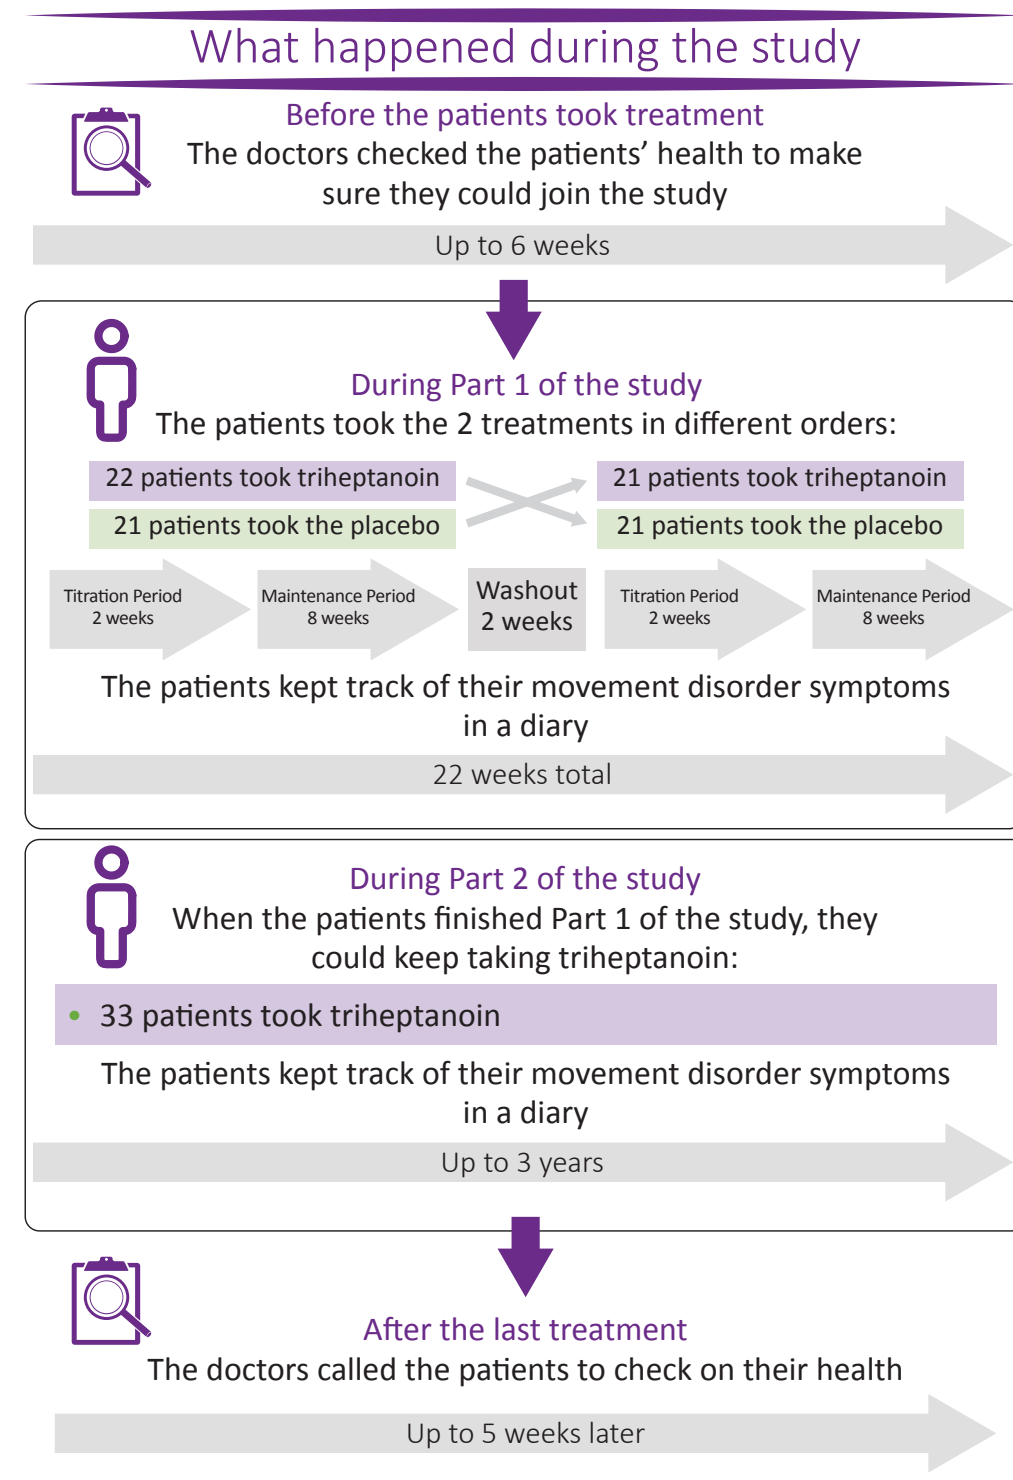 What happened during the study
Before the patients took treatment
The doctors checked the patients’ health to make
sure they could join the study
Up to 6 weeks
During Part 1 of the study
The patients took the 2 treatments in different orders:
22 patients took triheptanoin
21 patients took triheptanoin
21 patients took the placebo
21 patients took the placebo
Titration Period
2 weeks
Maintenance Period
8 weeks
Washout
2 weeks
Titration Period
2 weeks
Maintenance Period
8 weeks
The patients kept track of their movement disorder symptoms
in a diary
22 weeks total
During Part 2 of the study
When the patients finished Part 1 of the study, they
could keep taking triheptanoin:
• 33 patients took triheptanoin
The patients kept track of their movement disorder symptoms
in a diary
Up to 3 years
After the last treatment
The doctors called the patients to check on their health
Up to 5 weeks later